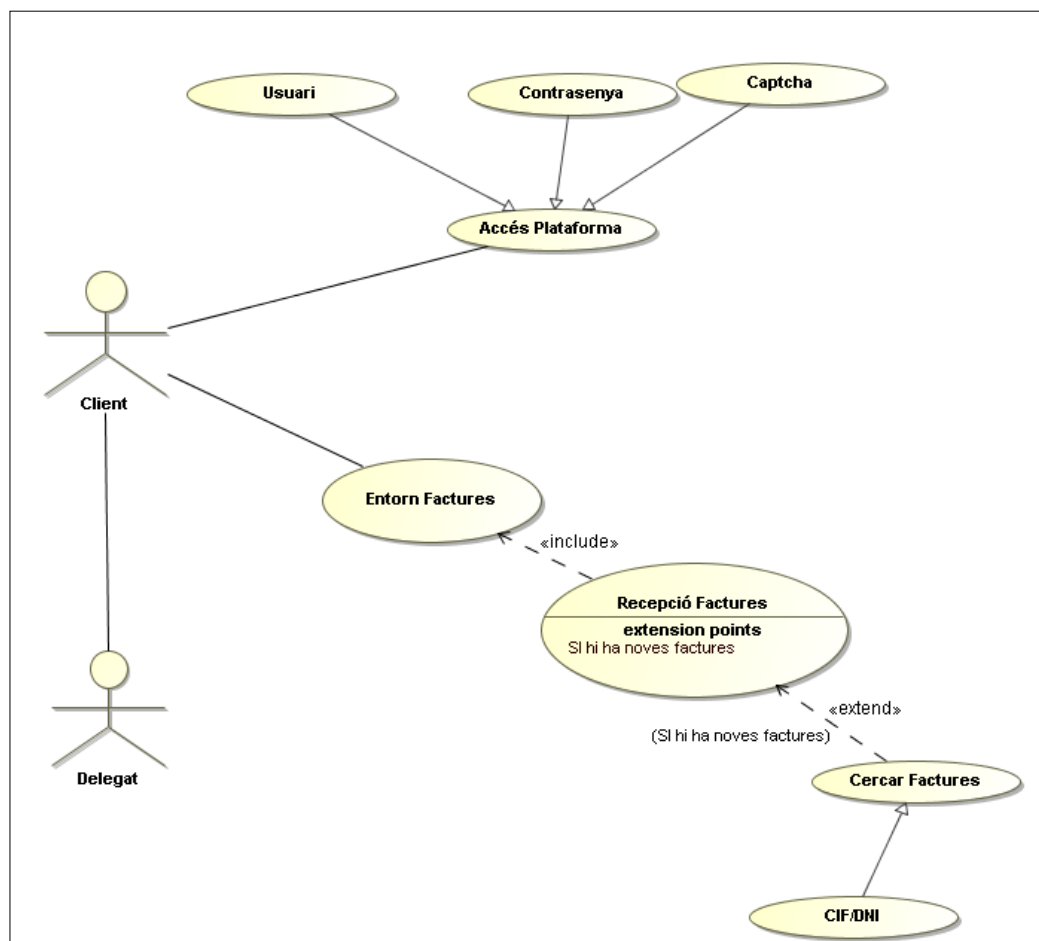 Usuari
Contrasenya
Captcha
Accés Plataforma
Client
Entorn Factures
«include»
Recepció Factures
extension points
SI hi ha noves factures
«extend»
(SI hi ha noves factures)
Delegat
Cercar Factures
CIF/DNI